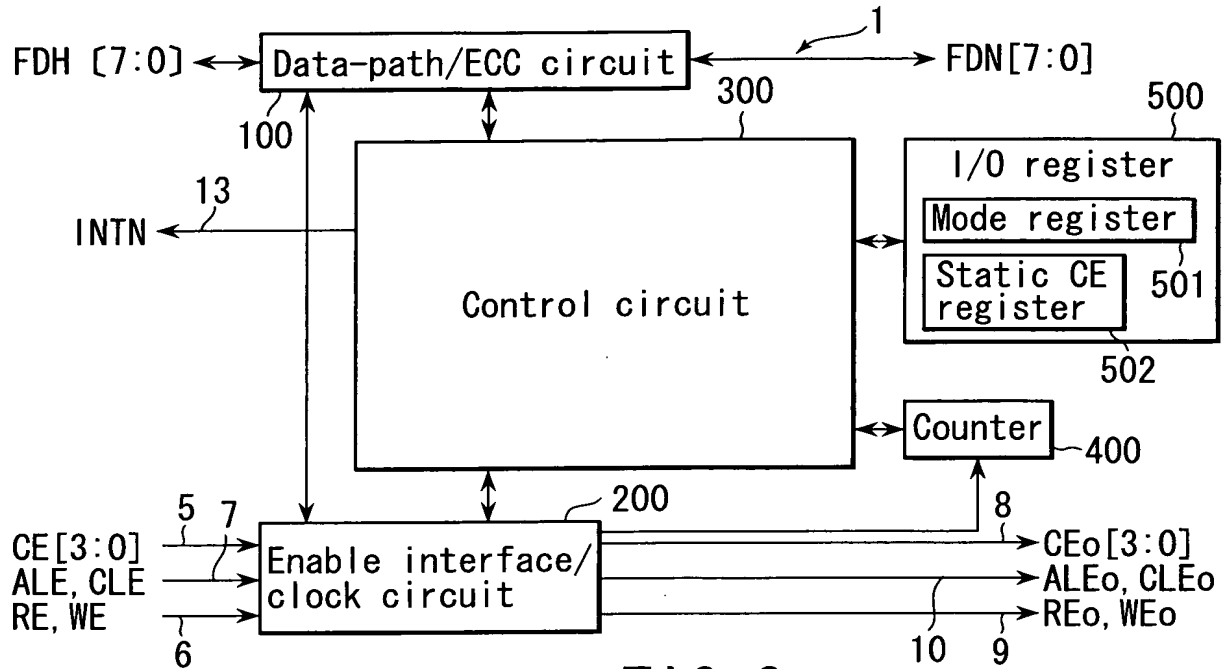 FDH [7:0]
Data-path/ECC circuit
1
FDN[7:0]
100
300
500
I/O register
Mode register
501
Static CE
register
502
13
INTN
Control circuit
Counter
400
200
5
7
8
CE[3:0]
ALE, CLE
RE, WE
6
Enable interface/
clock circuit
CEo[3:0]
ALEo, CLEo
REo, WEo
10
9